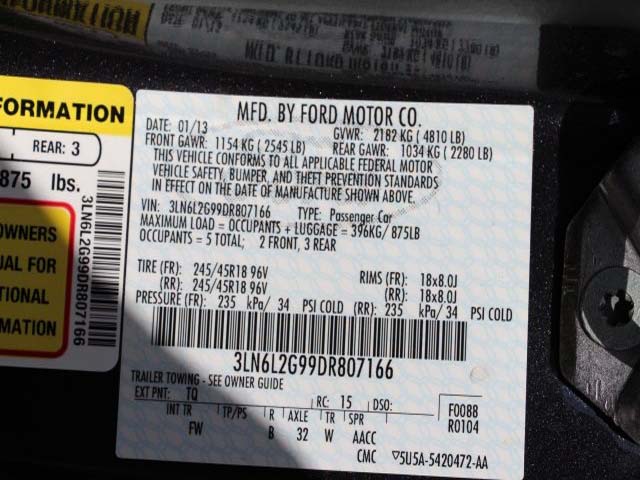 FORMATION
REAR: 3
875 lbs.
OWNERS
UAL FOR
TIONAL
MATION
3LN6L2G99DR807166
MFD. BY FORD MOTOR CO.
DATE: 01/13 GVWR: 2182 KG ( 4810 LB)
FRONT GAWR: 1154 KG ( 2545 LB) REAR GAWR: 1034 KG ( 2280 LB)
THIS VEHICLE CONFORMS TO ALL APPLICABLE FEDERAL MOTOR
VEHICLE SAFETY, BUMPER, AND THEFT PREVENTION STANDARDS
IN EFFECT ON THE DATE OF MANUFACTURE SHOWN ABOVE.
VIN: 3LN6L2G99DR807166 TYPE: Passenger Car
MAXIMUM LOAD = OCCUPANTS + LUGGAGE = 396KG/ 875LB
OCCUPANTS = 5 TOTAL; 2 FRONT, 3 REAR
TIRE (FR): 245/45R18 96V RIMS (FR): 18x8.0J
(RR): 245/45R18 96V (RR): 18x8.0J
PRESSURE (FR): 235 kPa/ 34 PSI COLD (RR): 235 kPa/ 34 PSI COLD
3LN6L2G99DR807166
TRAILER TOWING - SEE OWNER GUIDE
EXT PNT: TQ RC: 15 DSO: F0088
INT TR TP/PS R AXLE TR SPR R0104
FW B 32 W AACC
CMC ▽5U5A-5420472-AA